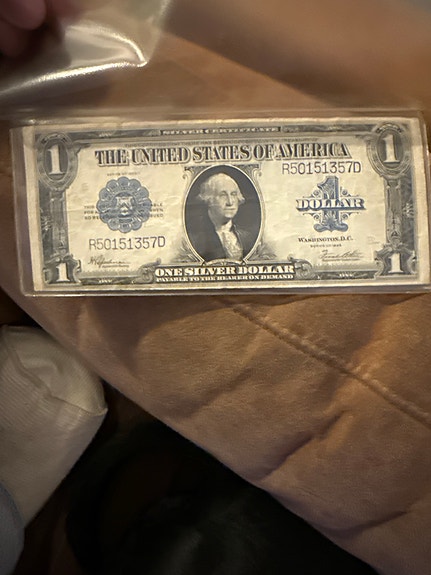 SILVER CERTIFICATE
1 1
THE UNITED STATES OF AMERICA
R50151357D
1
DOLLAR
R50151357D
WASHINGTON, D.C.
1 1
ONE SILVER DOLLAR
PAYABLE TO THE BEARER ON DEMAND